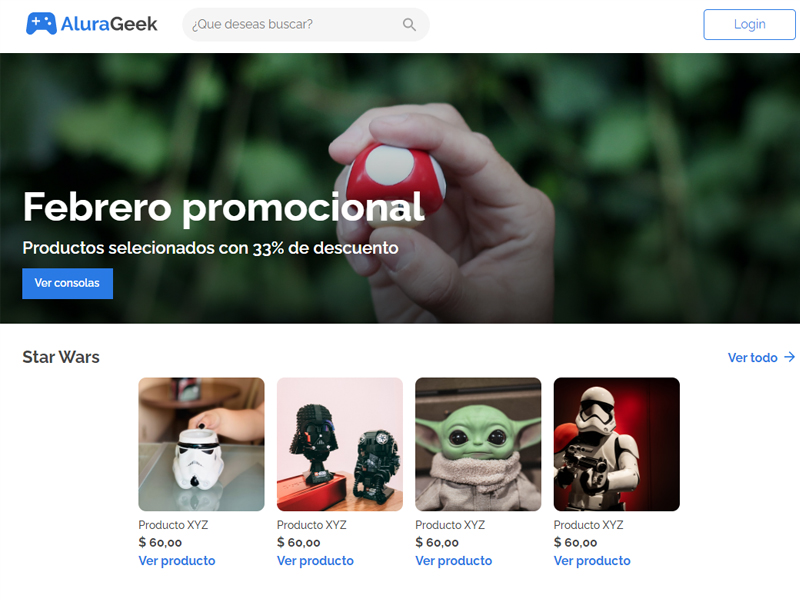 AluraGeek
¿Que deseas buscar?
Login
Febrero promocional
Productos selecionados con 33% de descuento
Ver consolas
Star Wars
Ver todo →
Producto XYZ
$ 60,00
Ver producto
Producto XYZ
$ 60,00
Ver producto
Producto XYZ
$ 60,00
Ver producto
Producto XYZ
$ 60,00
Ver producto